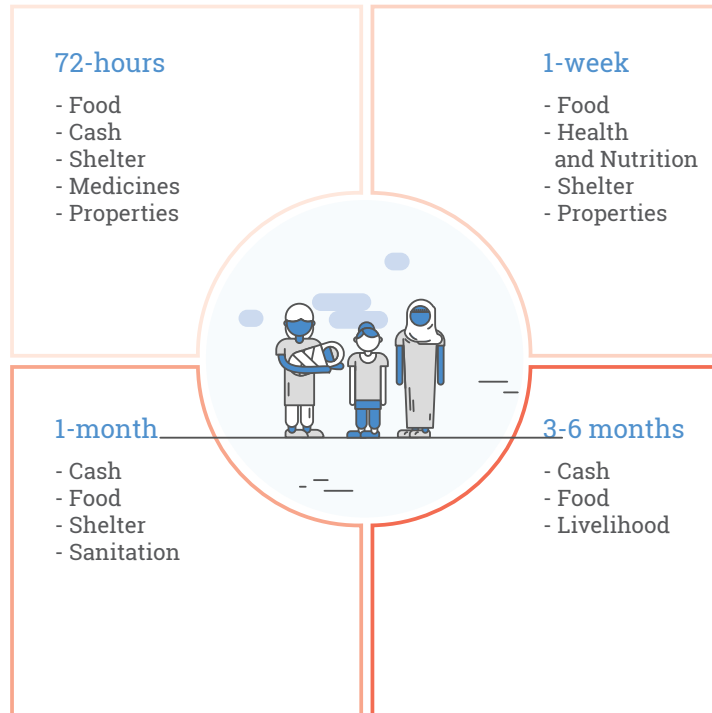 72-hours
- Food
- Cash
- Shelter
- Medicines
- Properties
1-week
- Food
- Health
and Nutrition
- Shelter
- Properties
1-month
- Cash
- Food
- Shelter
- Sanitation
3-6 months
- Cash
- Food
- Livelihood